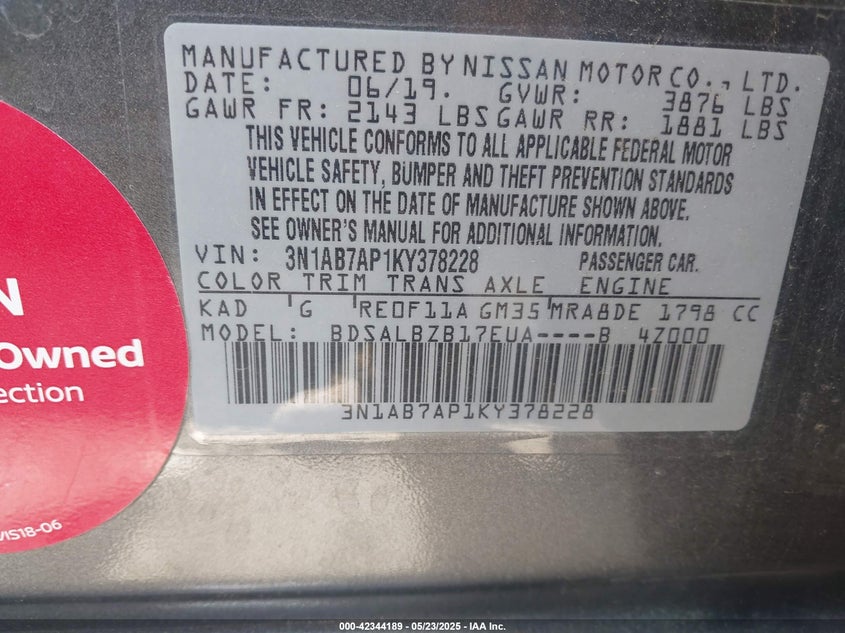 MANUFACTURED BY NISSAN MOTOR CO., LTD.
DATE: 06/19. GVWR: 3876 LBS
GAWR FR: 2143 LBS GAWR RR: 1881 LBS
THIS VEHICLE CONFORMS TO ALL APPLICABLE FEDERAL MOTOR
VEHICLE SAFETY, BUMPER AND THEFT PREVENTION STANDARDS
IN EFFECT ON THE DATE OF MANUFACTURE SHOWN ABOVE.
SEE OWNER'S MANUAL FOR ADDITIONAL INFORMATION.
VIN: 3N1AB7AP1KY378228 PASSENGER CAR.
COLOR TRIM TRANS AXLE ENGINE
KAD G RE0F11A GM35 MRA8DE 1798 CC
MODEL: BDSALBZB17EUA----B 4Z000
3N1AB7AP1KY378228
N
Owned
ection
VIS18-06
000-42344189 - 05/23/2025 - IAA Inc.